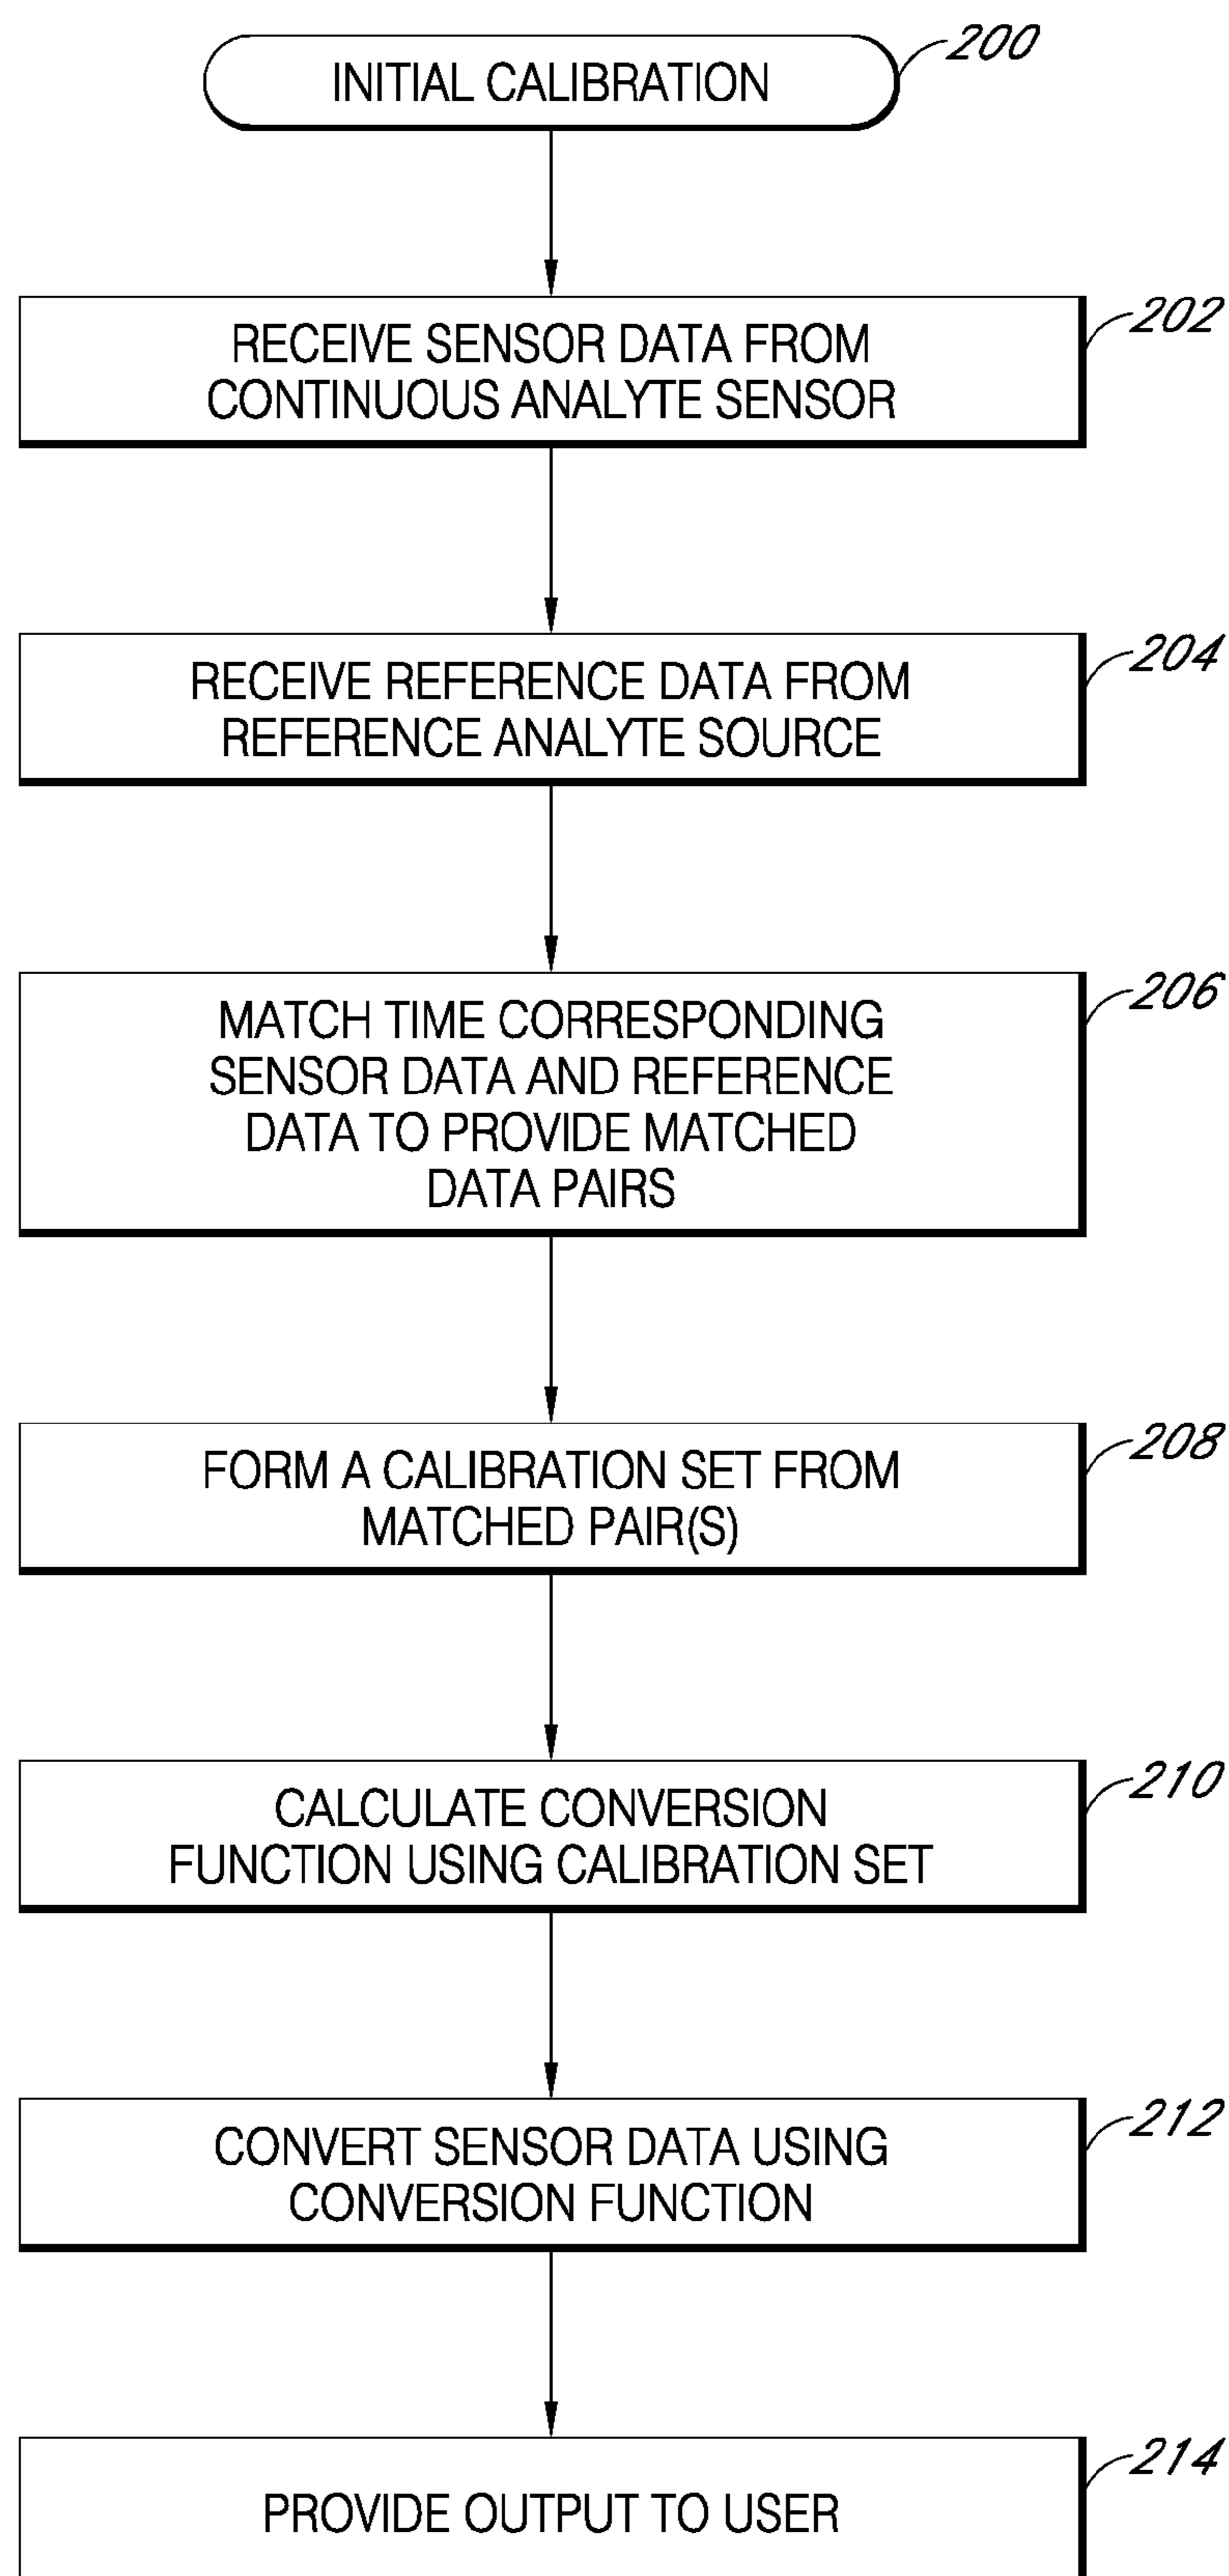 INITIAL CALIBRATION
200
RECEIVE SENSOR DATA FROM
CONTINUOUS ANALYTE SENSOR
202
RECEIVE REFERENCE DATA FROM
REFERENCE ANALYTE SOURCE
204
MATCH TIME CORRESPONDING
SENSOR DATA AND REFERENCE
DATA TO PROVIDE MATCHED
DATA PAIRS
206
FORM A CALIBRATION SET FROM
MATCHED PAIR(S)
208
CALCULATE CONVERSION
FUNCTION USING CALIBRATION SET
210
CONVERT SENSOR DATA USING
CONVERSION FUNCTION
212
PROVIDE OUTPUT TO USER
214